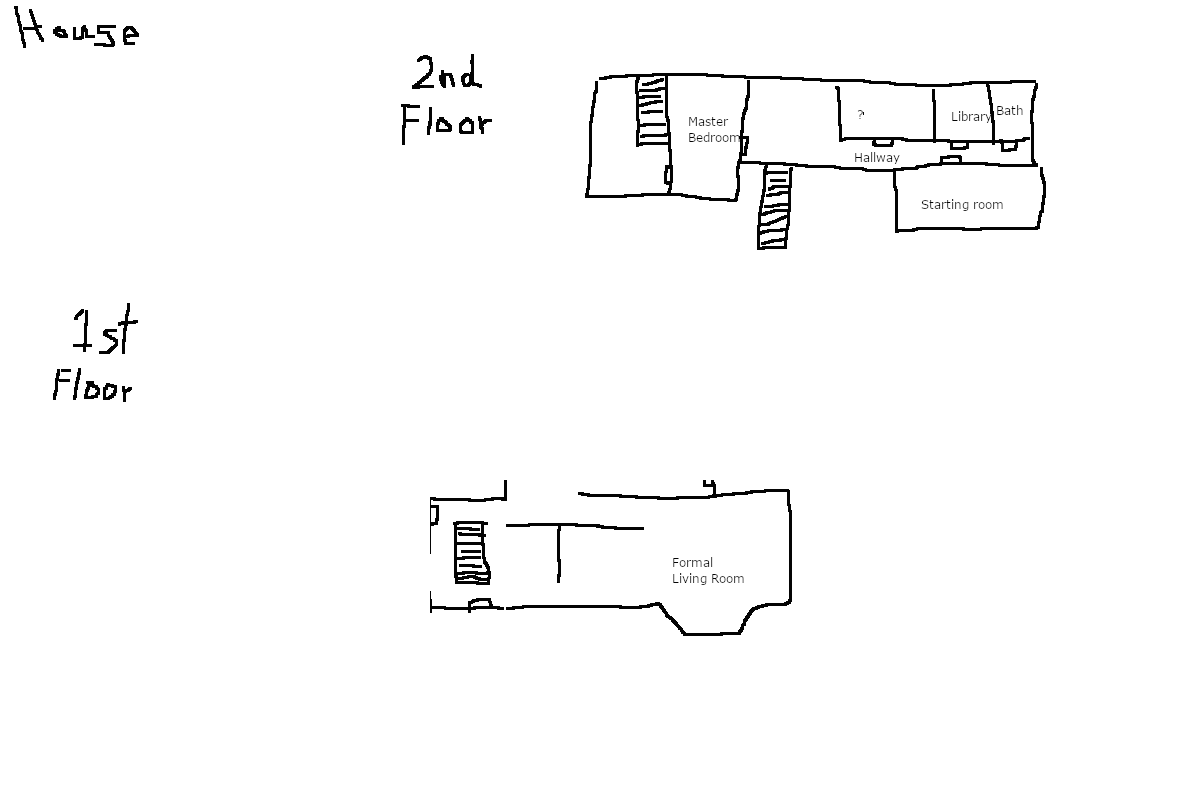 House
2nd
Floor
Master
Bedroom
?
Library
Bath
Hallway
Starting room
1st
Floor
Formal
Living Room